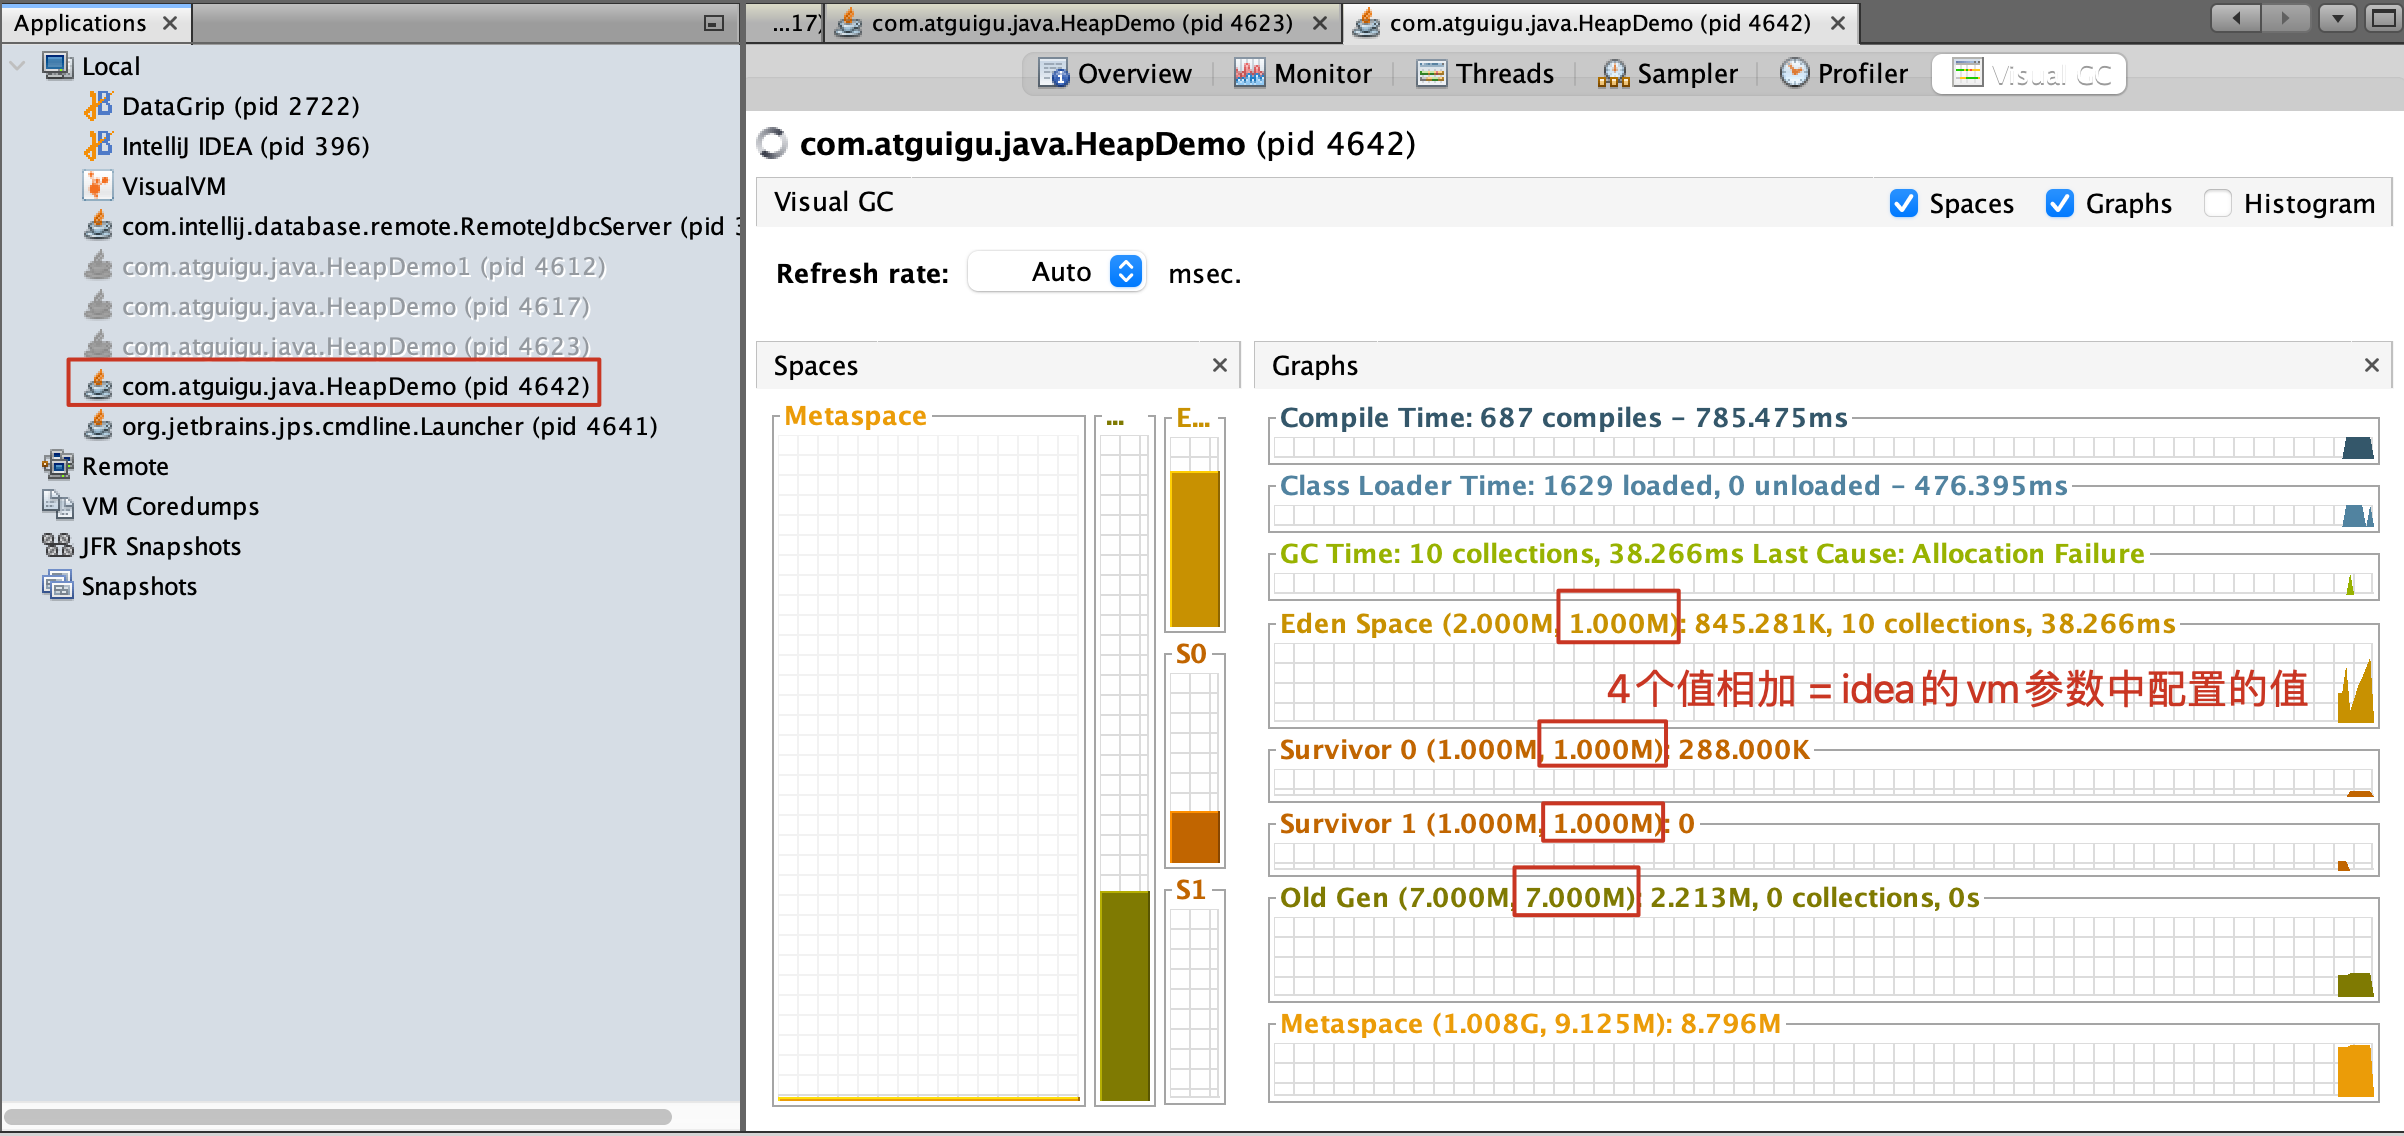 Applications
...17)
com.atguigu.java.HeapDemo (pid 4623)
com.atguigu.java.HeapDemo (pid 4642)
Local
DataGrip (pid 2722)
IntelliJ IDEA (pid 396)
VisualVM
com.intellij.database.remote.RemoteJdbcServer (pid
com.atguigu.java.HeapDemo1 (pid 4612)
com.atguigu.java.HeapDemo (pid 4617)
com.atguigu.java.HeapDemo (pid 4623)
com.atguigu.java.HeapDemo (pid 4642)
org.jetbrains.jps.cmdline.Launcher (pid 4641)
Remote
VM Coredumps
JFR Snapshots
Snapshots
Overview
Monitor
Threads
Sampler
Profiler
Visual GC
com.atguigu.java.HeapDemo (pid 4642)
Visual GC
Spaces
Graphs
Histogram
Refresh rate: Auto msec.
Spaces
Metaspace
...
E...
S0
S1
Graphs
Compile Time: 687 compiles - 785.475ms
Class Loader Time: 1629 loaded, 0 unloaded - 476.395ms
GC Time: 10 collections, 38.266ms Last Cause: Allocation Failure
Eden Space (2.000M, 1.000M): 845.281K, 10 collections, 38.266ms
4个值相加 =idea的vm参数中配置的值
Survivor 0 (1.000M, 1.000M): 288.000K
Survivor 1 (1.000M, 1.000M): 0
Old Gen (7.000M, 7.000M): 2.213M, 0 collections, 0s
Metaspace (1.008G, 9.125M): 8.796M